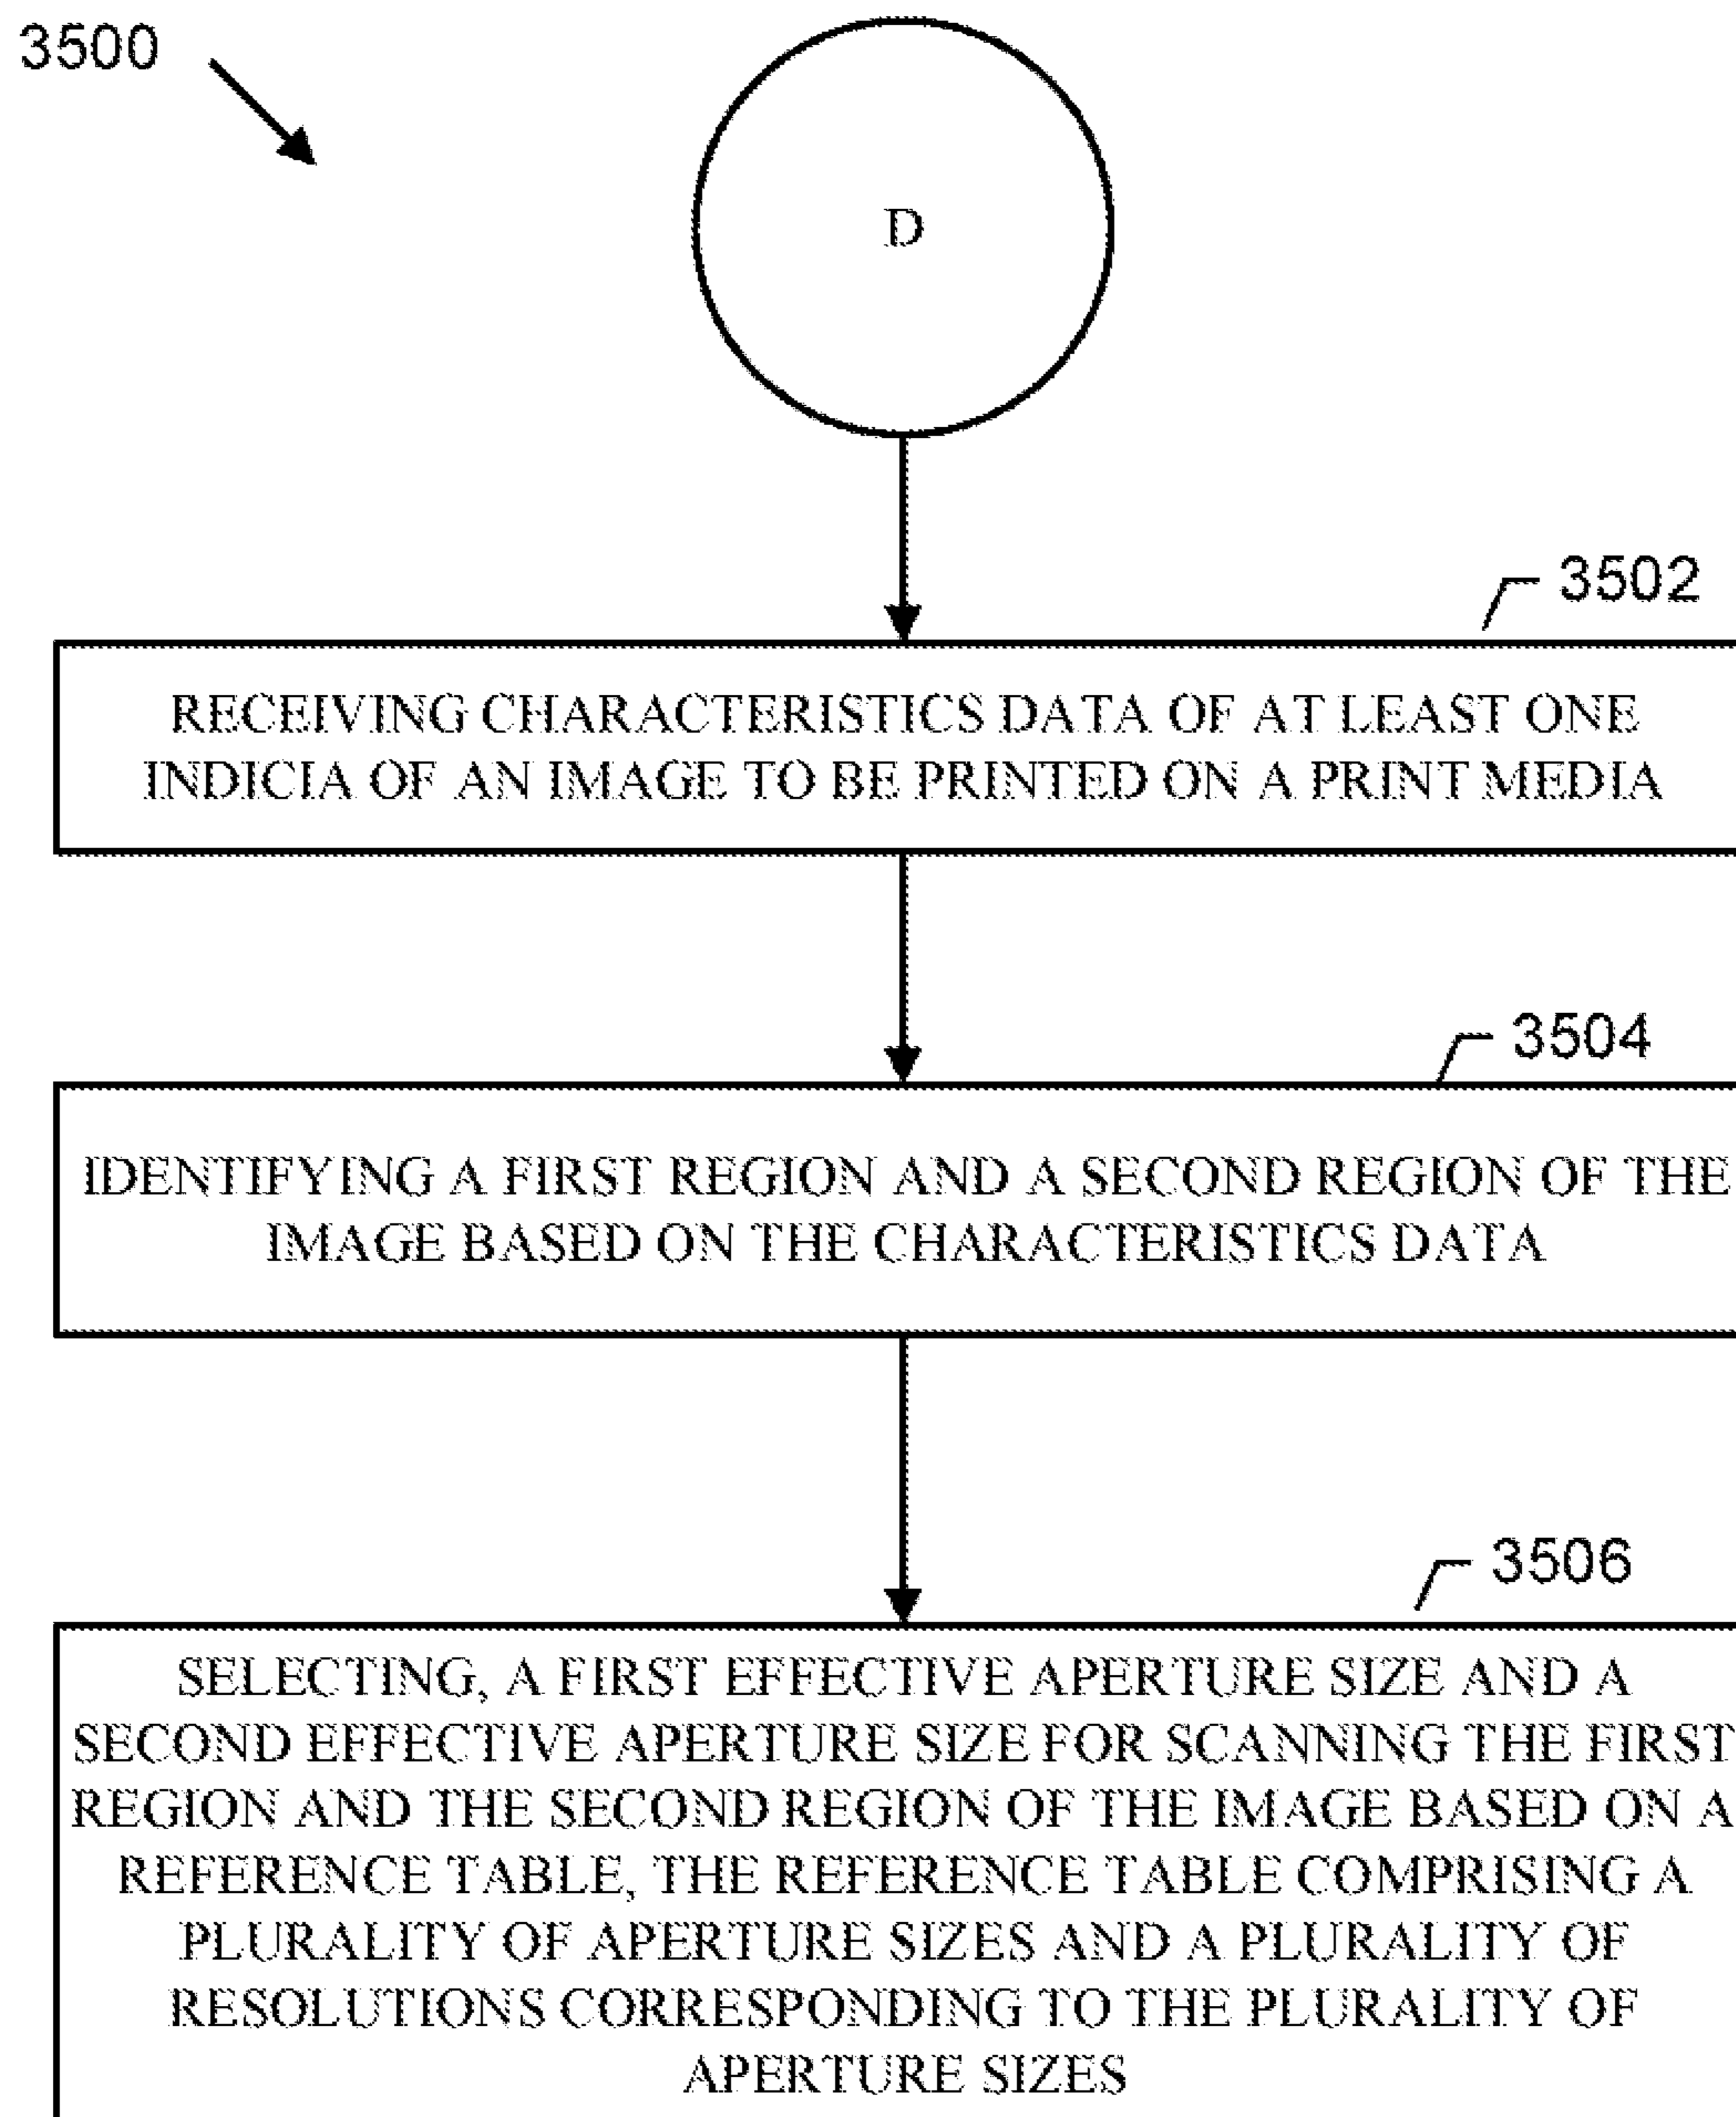 3500
D
3502
RECEIVING CHARACTERISTICS DATA OF AT LEAST ONE
INDICIA OF AN IMAGE TO BE PRINTED ON A PRINT MEDIA
3504
IDENTIFYING A FIRST REGION AND A SECOND REGION OF THE
IMAGE BASED ON THE CHARACTERISTICS DATA
3506
SELECTING, A FIRST EFFECTIVE APERTURE SIZE AND A
SECOND EFFECTIVE APERTURE SIZE FOR SCANNING THE FIRST
REGION AND THE SECOND REGION OF THE IMAGE BASED ON A
REFERENCE TABLE, THE REFERENCE TABLE COMPRISING A
PLURALITY OF APERTURE SIZES AND A PLURALITY OF
RESOLUTIONS CORRESPONDING TO THE PLURALITY OF
APERTURE SIZES